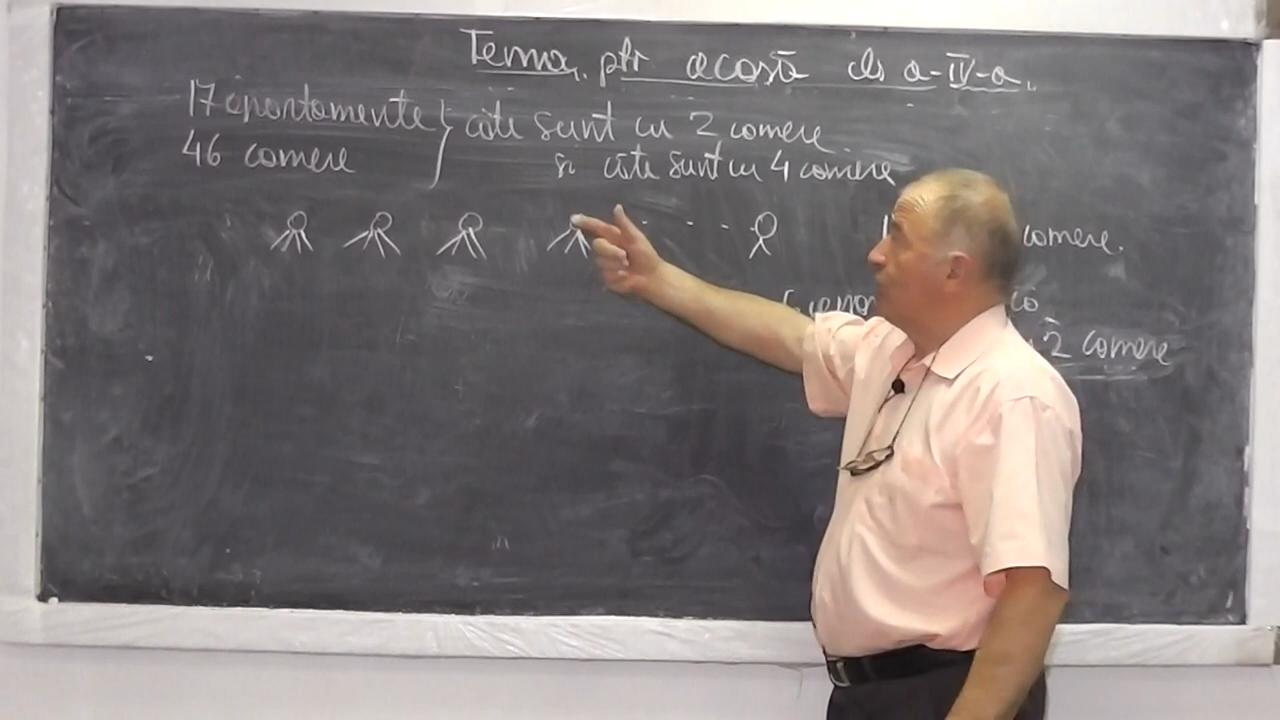 Tema ptr acasă cls a-IV-a.
17 apartamente } câte sunt cu 2 camere
46 camere și câte sunt cu 4 camere
camere.
2 camere